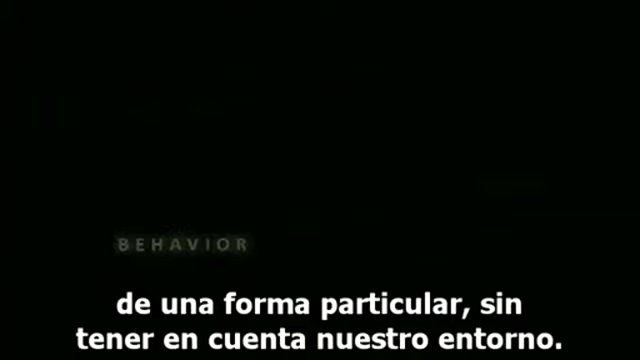 BEHAVIOR
de una forma particular, sin
tener en cuenta nuestro entorno.